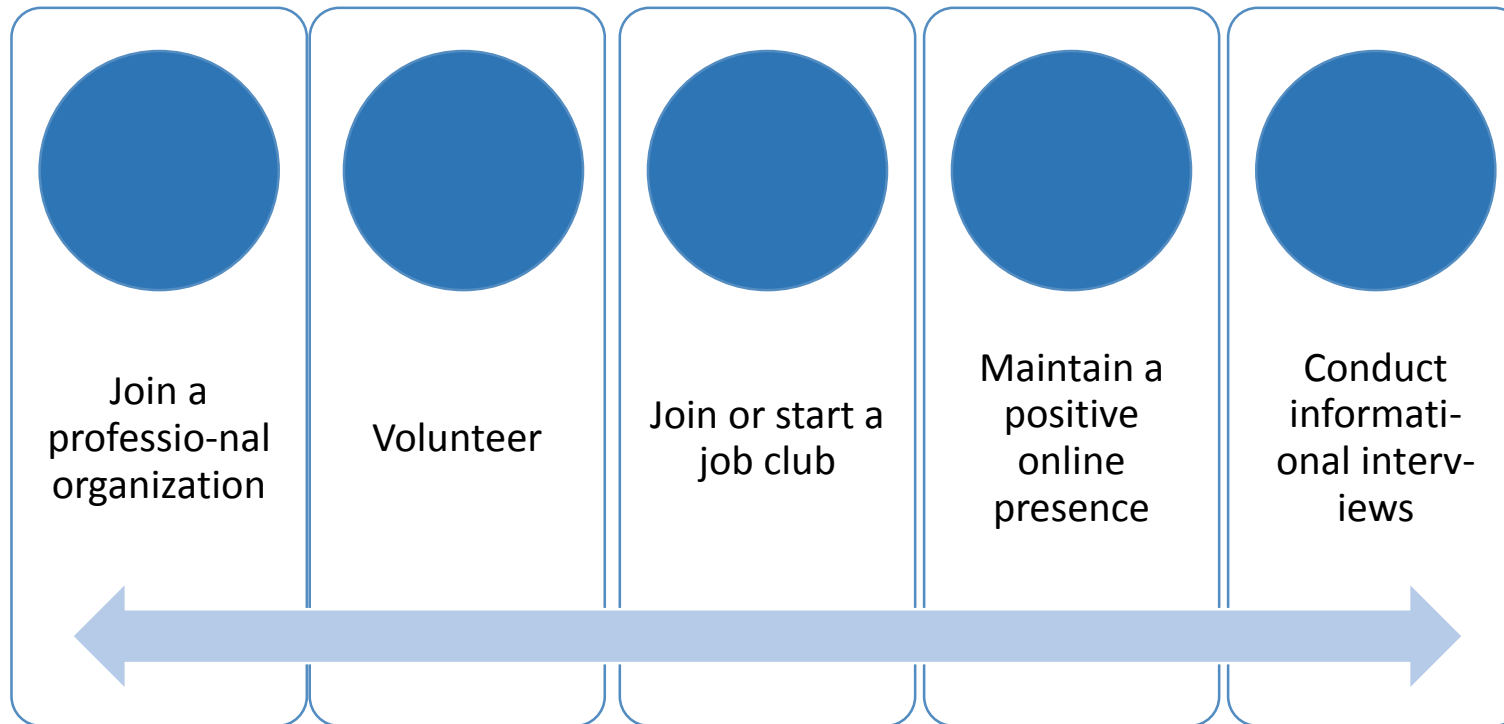 Join a
professio-nal
organization
Volunteer
Join or start a
job club
Maintain a
positive
online
presence
Conduct
informati-
onal interv-
iews